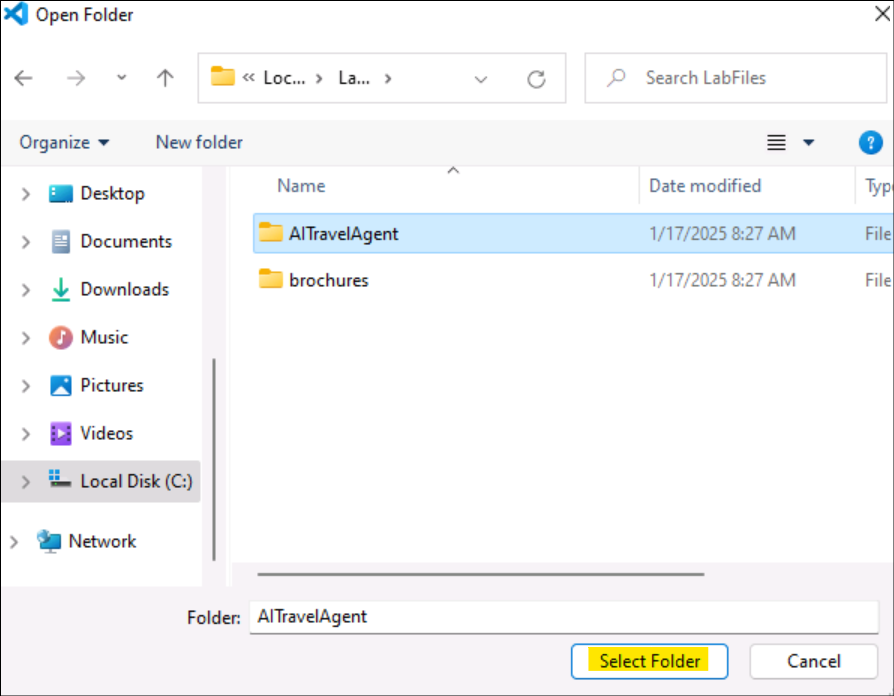 Open Folder
« Loc... > La... >
Search LabFiles
Organize
New folder
?
Name
Date modified
Typ
Desktop
Documents
Downloads
Music
Pictures
Videos
Local Disk (C:)
Network
AITravelAgent 1/17/2025 8:27 AM File
brochures 1/17/2025 8:27 AM File
Folder: AITravelAgent
Select Folder
Cancel